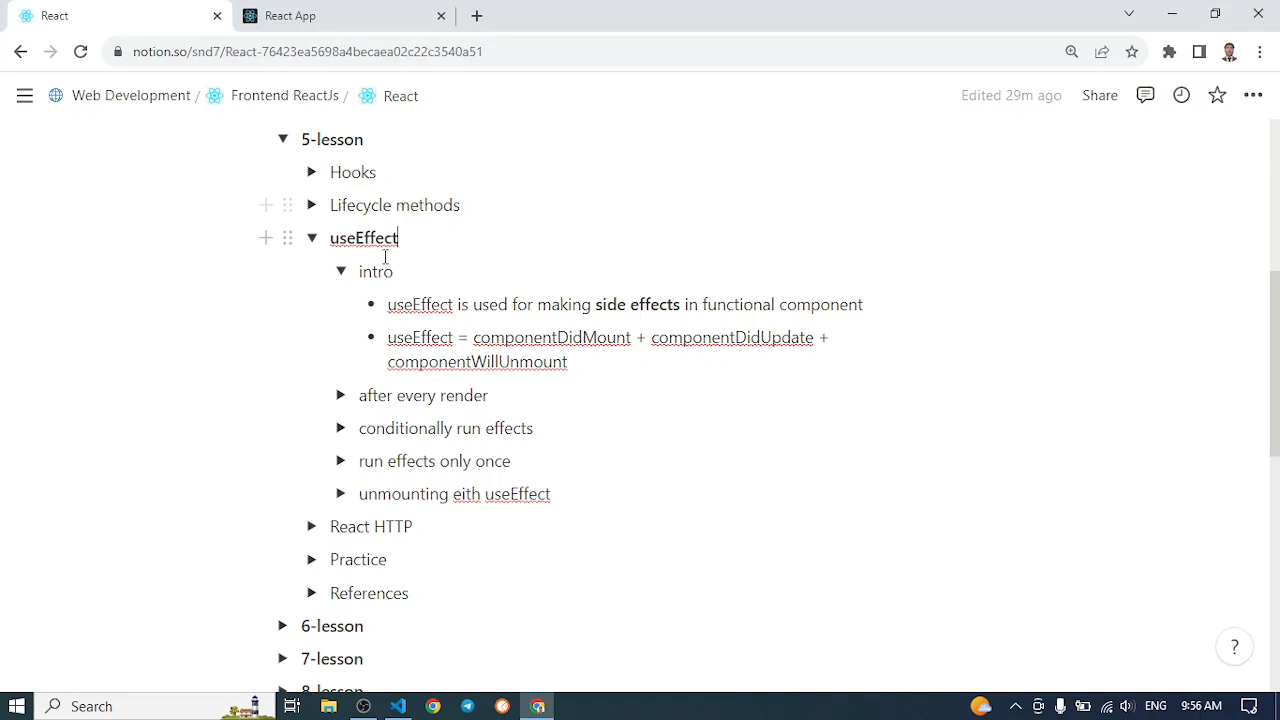 React
React App
notion.so/snd7/React-76423ea5698a4becaea02c22c3540a51
Web Development / Frontend ReactJs / React
Edited 29m ago
Share
5-lesson
Hooks
Lifecycle methods
useEffect
intro
useEffect is used for making side effects in functional component
useEffect = componentDidMount + componentDidUpdate +
componentWillUnmount
after every render
conditionally run effects
run effects only once
unmounting eith useEffect
React HTTP
Practice
References
6-lesson
7-lesson
8-lesson
?
Search
ENG
9:56 AM